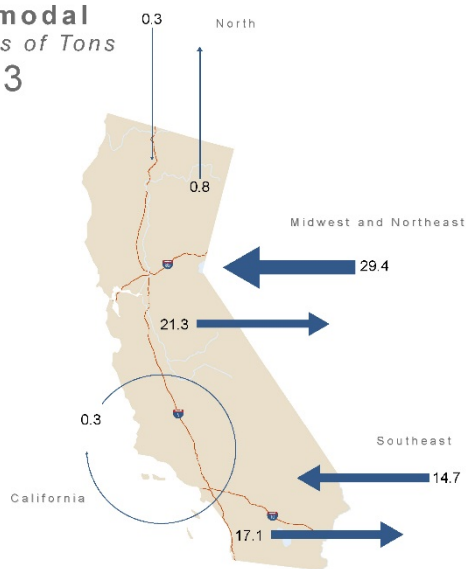 modal
s of Tons
3
0.3
North
0.8
Midwest and Northeast
29.4
21.3
0.3
Southeast
14.7
California
17.1